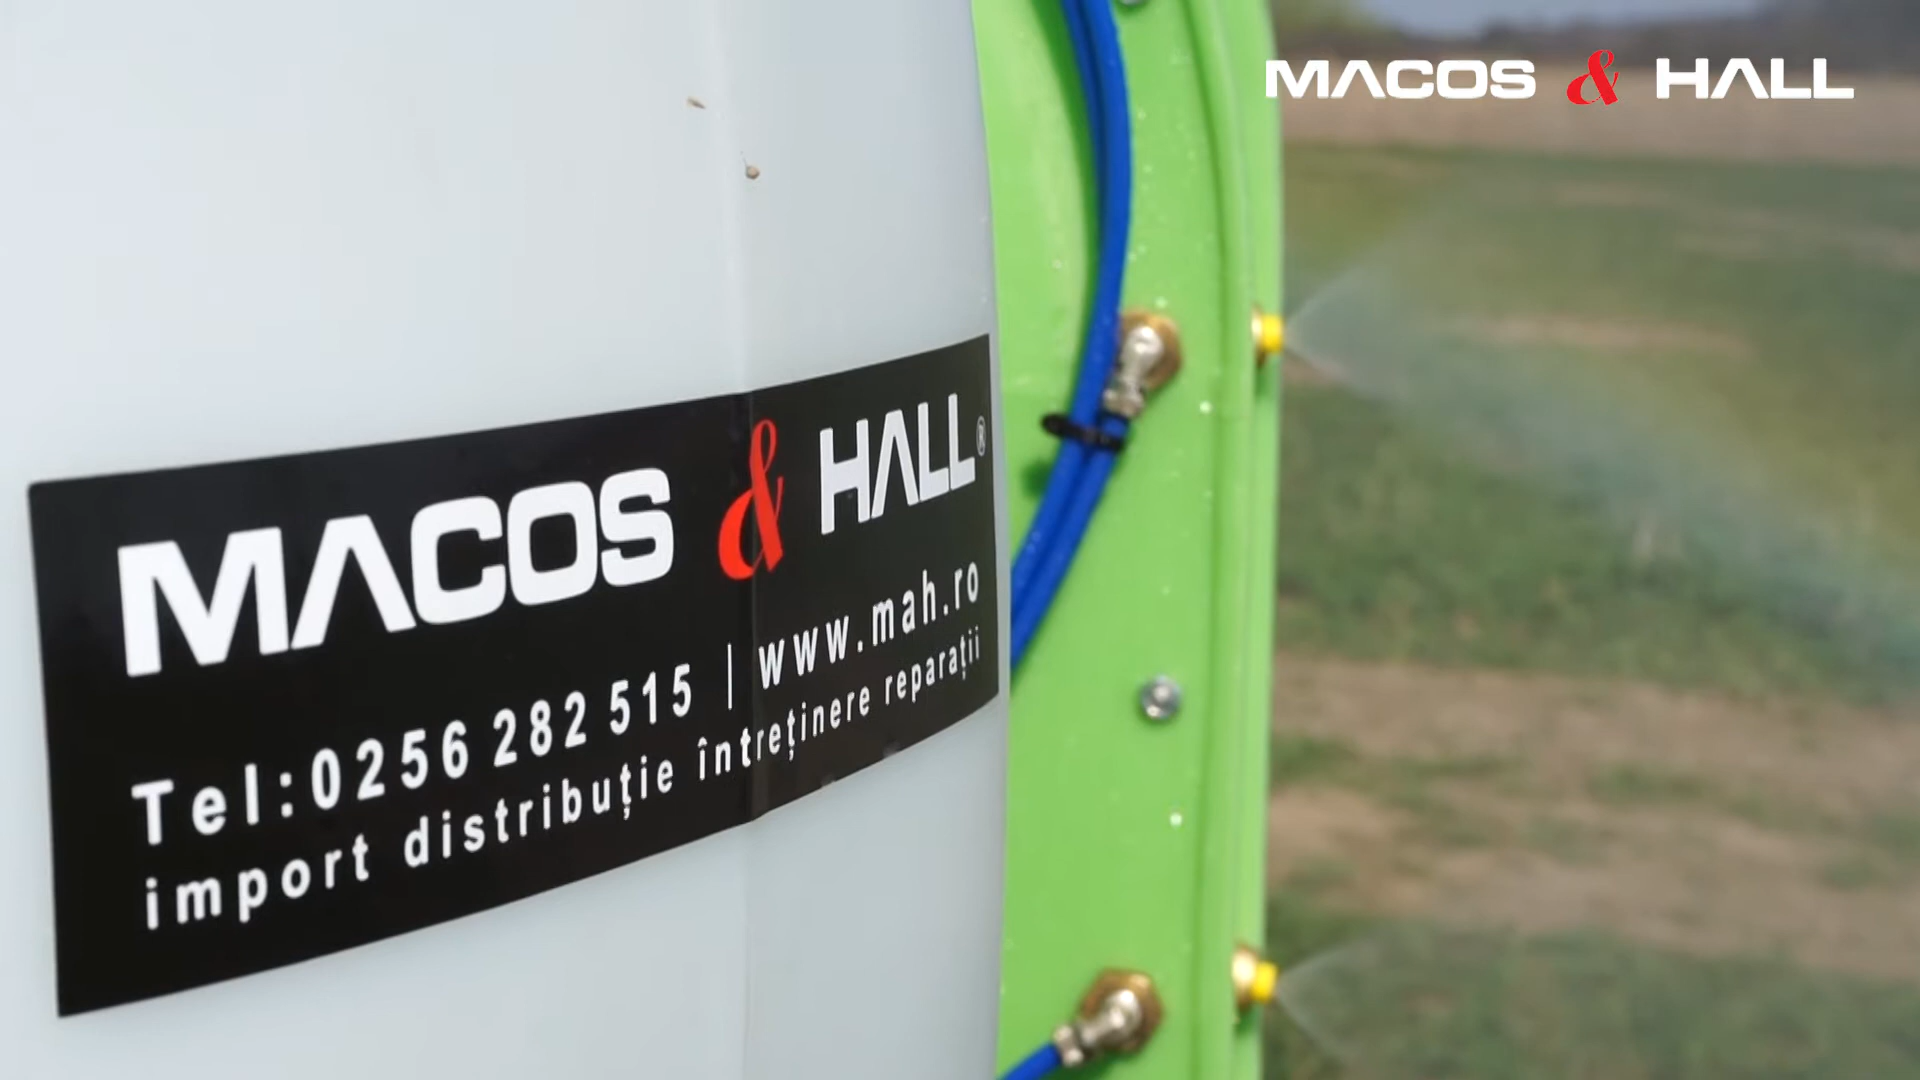 MACOS & HALL
MACOS & HALL®
Tel:0256 282 515 | www.mah.ro
import distribuție întreținere reparații